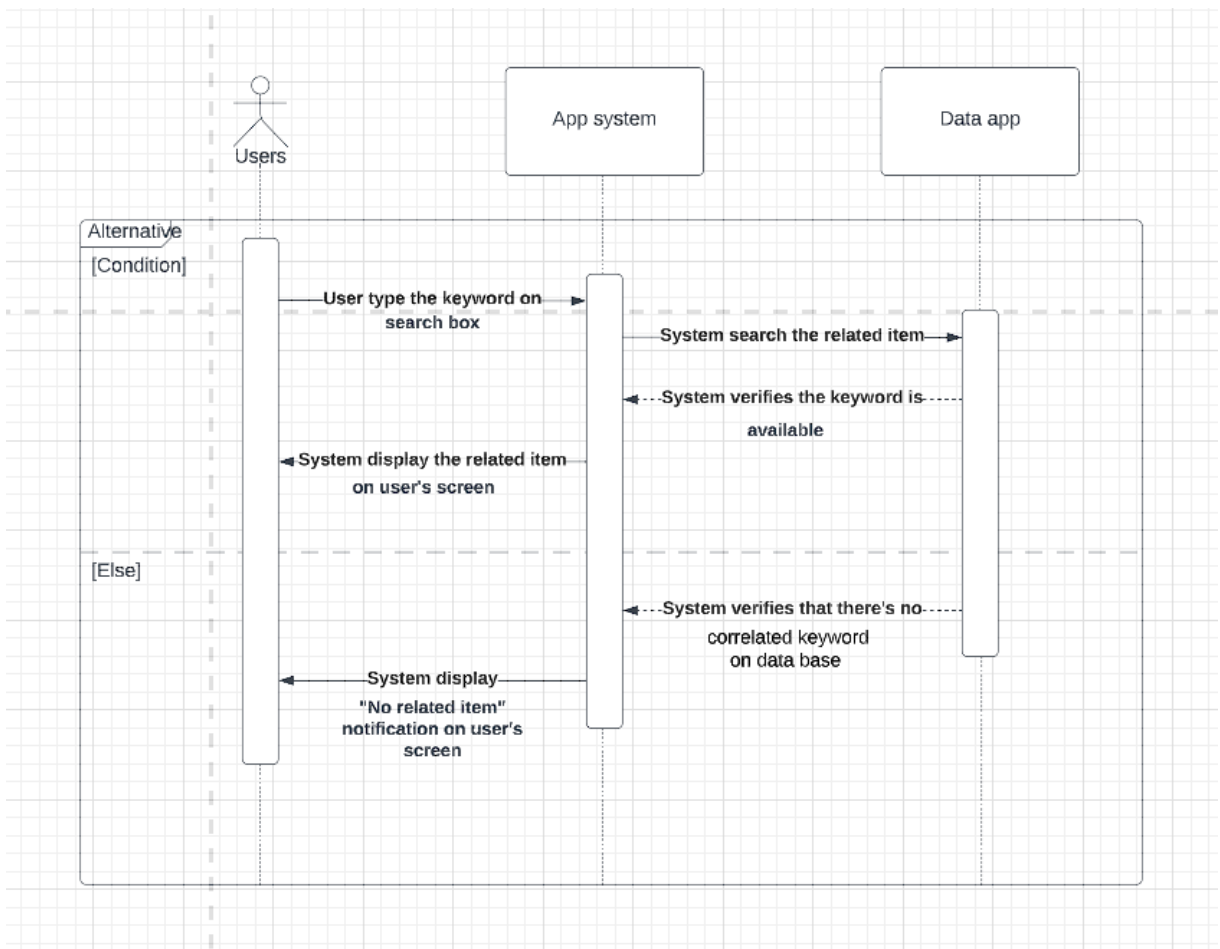 Users
App system
Data app
Alternative
[Condition]
User type the keyword on
search box
System search the related item
System verifies the keyword is
available
System display the related item
on user's screen
[Else]
System verifies that there's no
correlated keyword
on data base
System display
"No related item"
notification on user's
screen